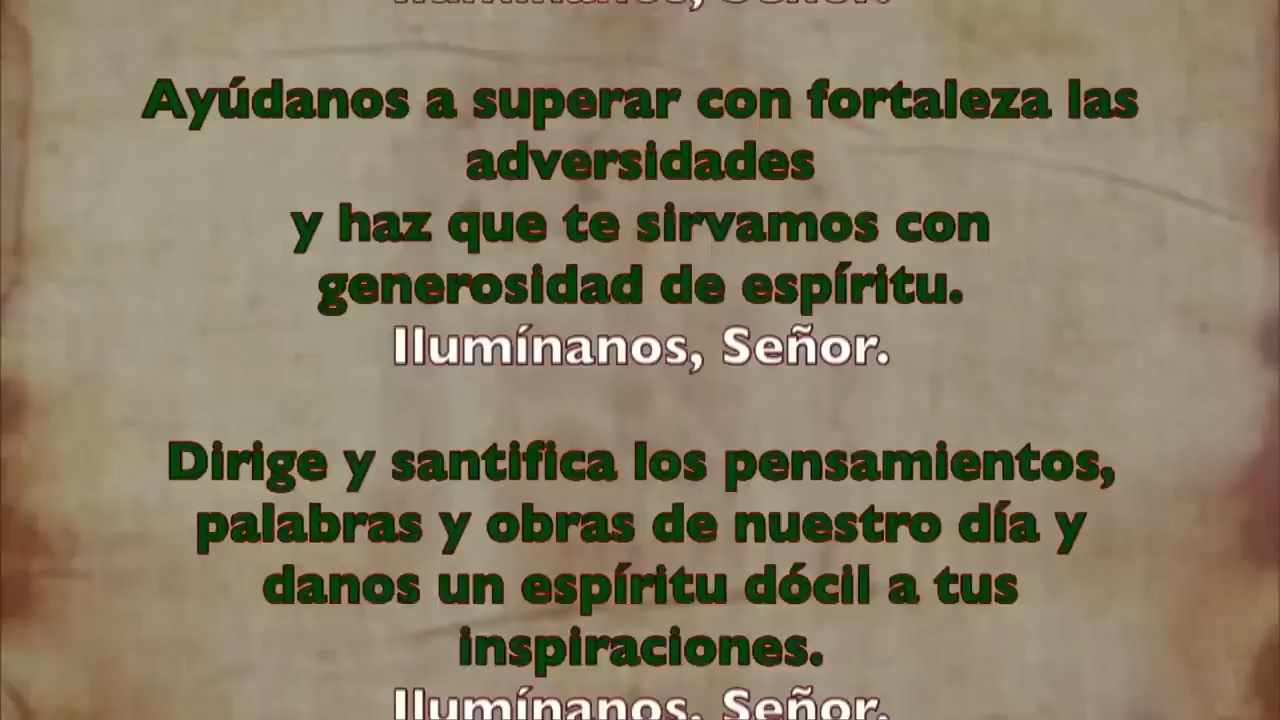 Ilumínanos, Señor.
Ayúdanos a superar con fortaleza las
adversidades
y haz que te sirvamos con
generosidad de espíritu.
Ilumínanos, Señor.
Dirige y santifica los pensamientos,
palabras y obras de nuestro día y
danos un espíritu dócil a tus
inspiraciones.
Ilumínanos, Señor.